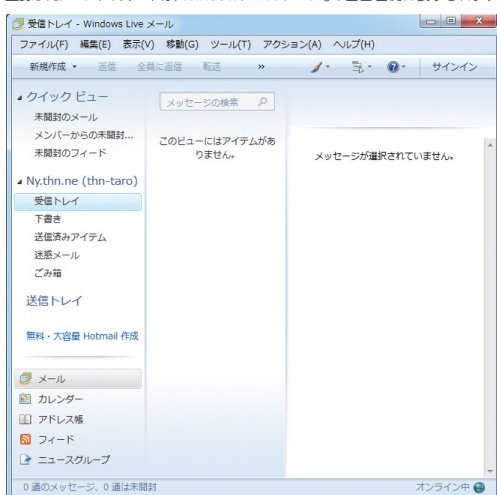 受信トレイ - Windows Live メール
ファイル(F) 編集(E) 表示(V) 移動(G) ツール(T) アクション(A) ヘルプ(H)
新規作成 返信 全員に返信 転送 » サインイン
クイック ビュー
未開封のメール
メンバーからの未開封...
未開封のフィード
Ny.thn.ne (thn-taro)
受信トレイ
下書き
送信済みアイテム
迷惑メール
ごみ箱
送信トレイ
無料・大容量 Hotmail 作成
メール
カレンダー
アドレス帳
フィード
ニュースグループ
メッセージの検索
このビューにはアイテムがあ
りません。
メッセージが選択されていません。
0 通のメッセージ、0 通は未開封
オンライン中